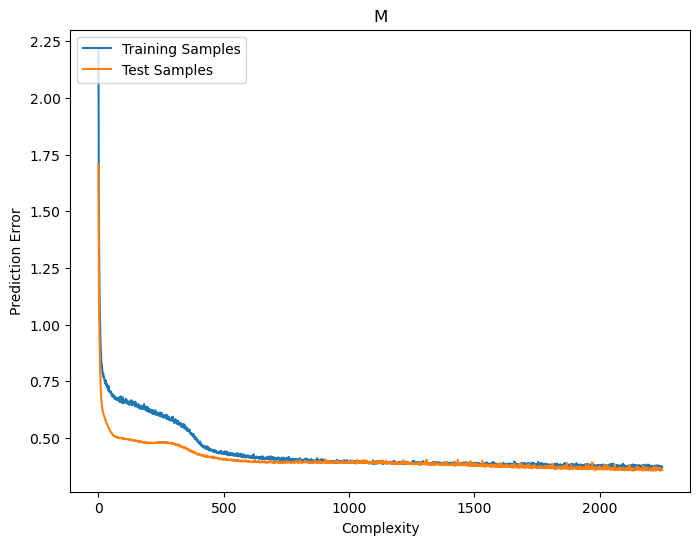 M
2.25
2.00
1.75
1.50
1.25
1.00
0.75
0.50
Prediction Error
Training Samples
Test Samples
0
500
1000
1500
2000
Complexity